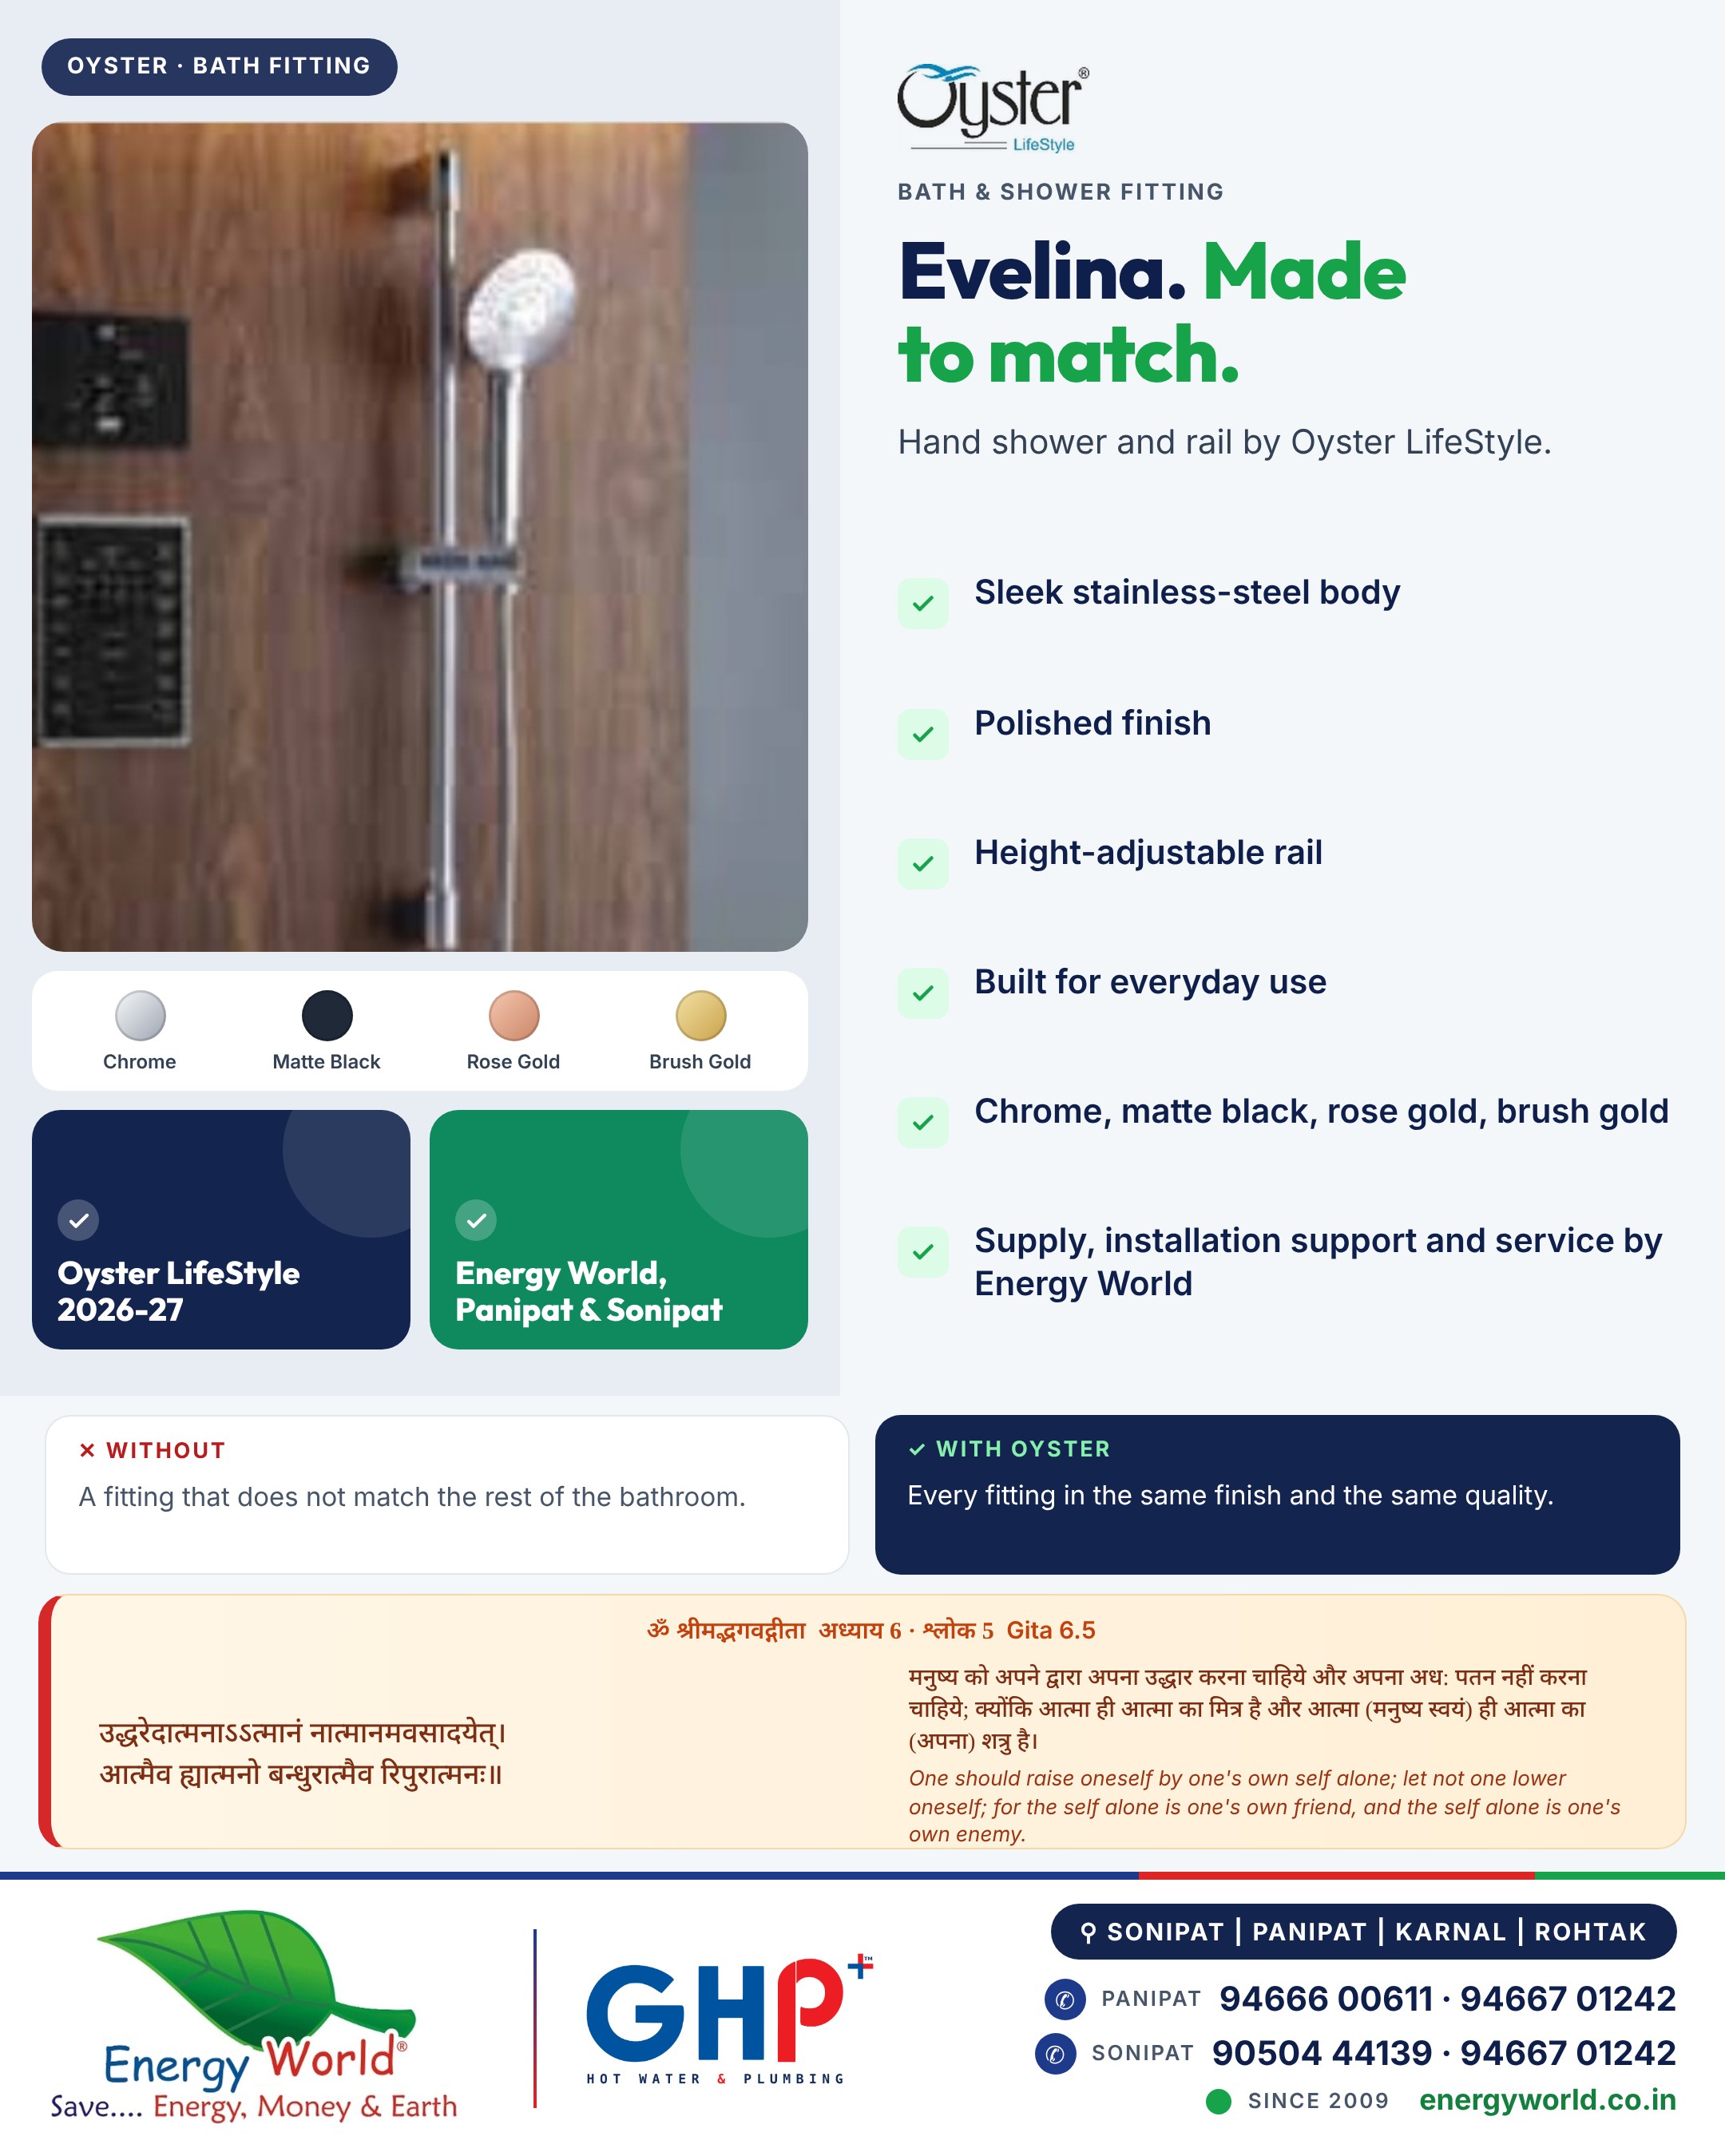 OYSTER · BATH FITTING
Oyster®
LifeStyle
BATH & SHOWER FITTING
Evelina. Made
to match.
Hand shower and rail by Oyster LifeStyle.
✓ Sleek stainless-steel body
✓ Polished finish
✓ Height-adjustable rail
✓ Built for everyday use
✓ Chrome, matte black, rose gold, brush gold
✓ Supply, installation support and service by
Energy World
Chrome
Matte Black
Rose Gold
Brush Gold
✓
Oyster LifeStyle
2026-27
✓
Energy World,
Panipat & Sonipat
✕ WITHOUT
A fitting that does not match the rest of the bathroom.
✓ WITH OYSTER
Every fitting in the same finish and the same quality.
ॐ श्रीमद्भगवद्गीता अध्याय 6 · श्लोक 5 Gita 6.5
उद्धरेदात्मनाऽऽत्मानं नात्मानमवसादयेत्।
आत्मैव ह्यात्मनो बन्धुरात्मैव रिपुरात्मनः॥
मनुष्य को अपने द्वारा अपना उद्धार करना चाहिये और अपना अध: पतन नहीं करना
चाहिये; क्योंकि आत्मा ही आत्मा का मित्र है और आत्मा (मनुष्य स्वयं) ही आत्मा का
(अपना) शत्रु है।
One should raise oneself by one's own self alone; let not one lower
oneself; for the self alone is one's own friend, and the self alone is one's
own enemy.
Energy World®
Save.... Energy, Money & Earth
GHP+™
HOT WATER & PLUMBING
SONIPAT | PANIPAT | KARNAL | ROHTAK
✆ PANIPAT 94666 00611 · 94667 01242
✆ SONIPAT 90504 44139 · 94667 01242
SINCE 2009 energyworld.co.in